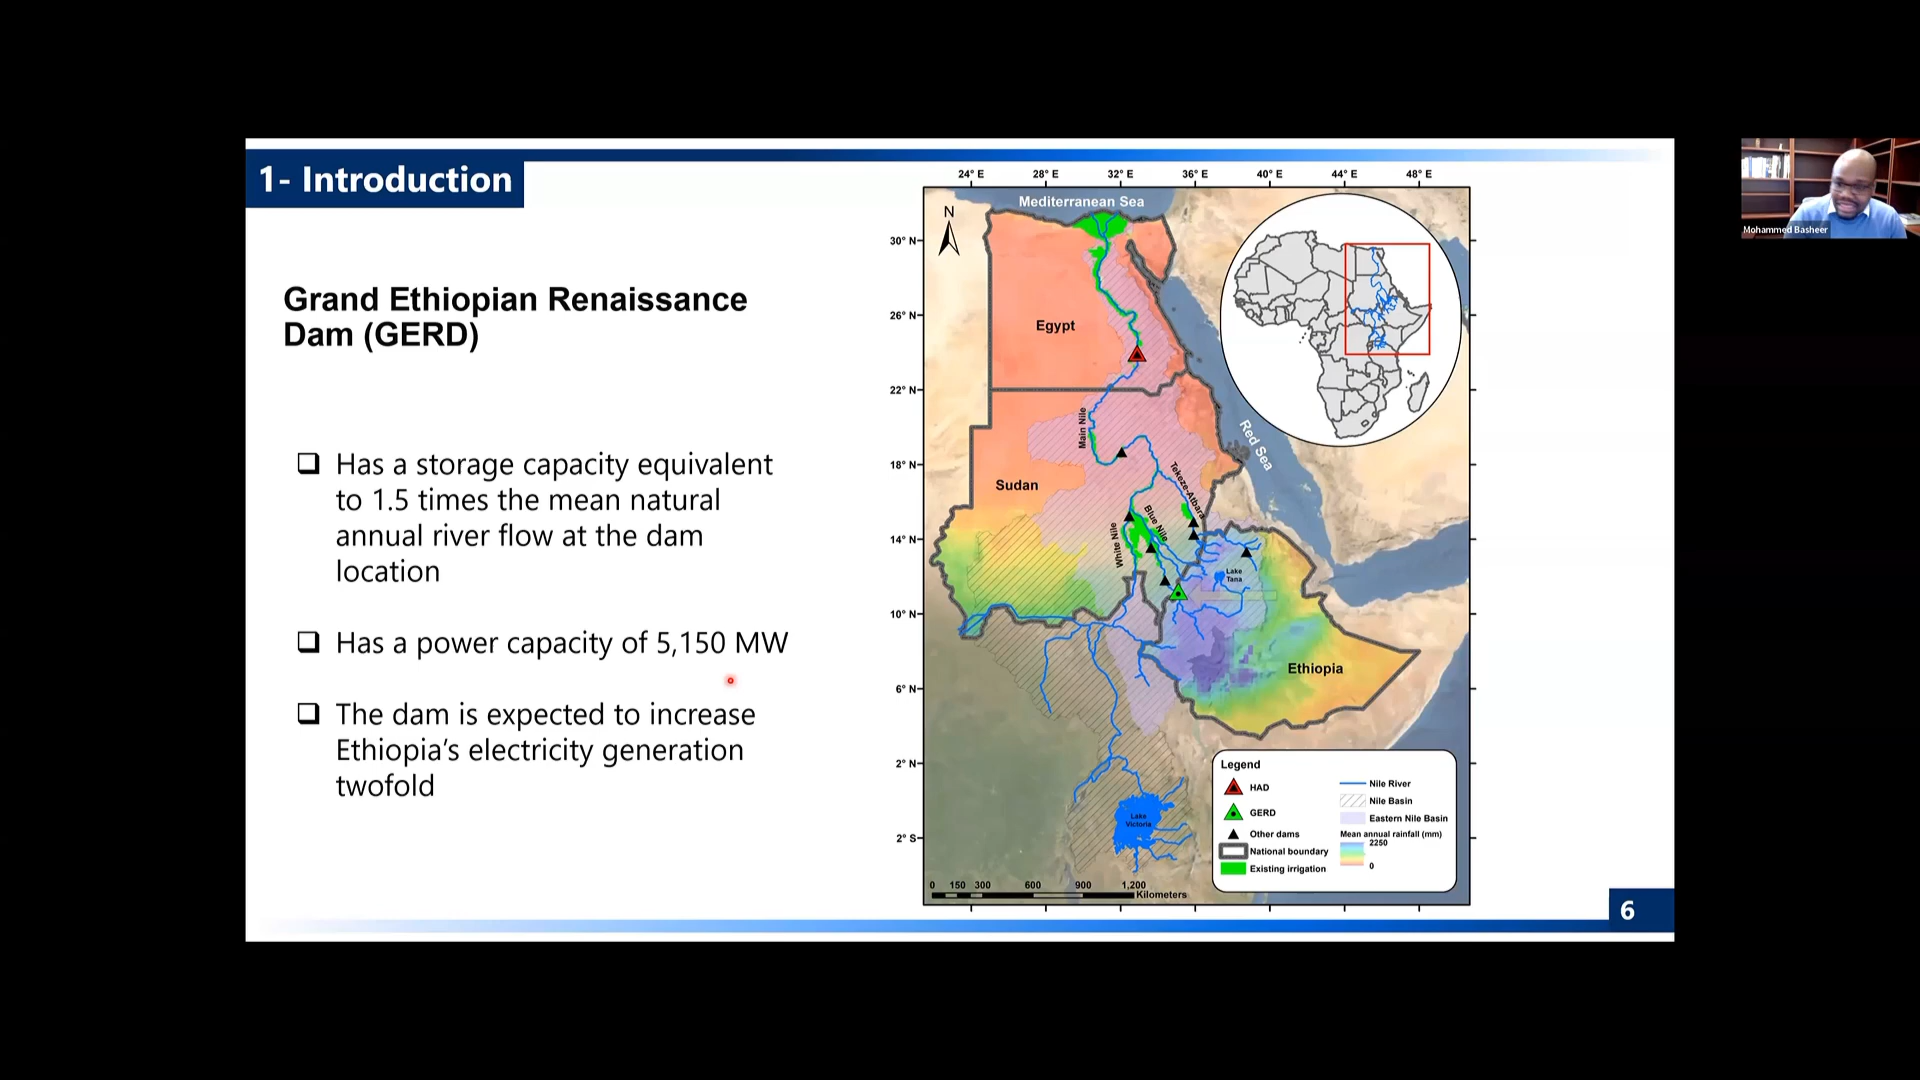 1- Introduction
Grand Ethiopian Renaissance
Dam (GERD)
Has a storage capacity equivalent
to 1.5 times the mean natural
annual river flow at the dam
location
Has a power capacity of 5,150 MW
The dam is expected to increase
Ethiopia’s electricity generation
twofold
24° E 28° E 32° E 36° E 40° E 44° E 48° E
30° N
26° N
22° N
18° N
14° N
10° N
6° N
2° N
2° S
N
Mediterranean Sea
Egypt
Main Nile
Red Sea
Sudan
Tekeze-Atbara
Blue Nile
White Nile
Lake
Tana
Ethiopia
Lake
Victoria
0 150 300 600 900 1,200
Kilometers
Legend
HAD
GERD
Other dams
National boundary
Existing irrigation
Nile River
Nile Basin
Eastern Nile Basin
Mean annual rainfall (mm)
2250
0
6
Mohammed Basheer